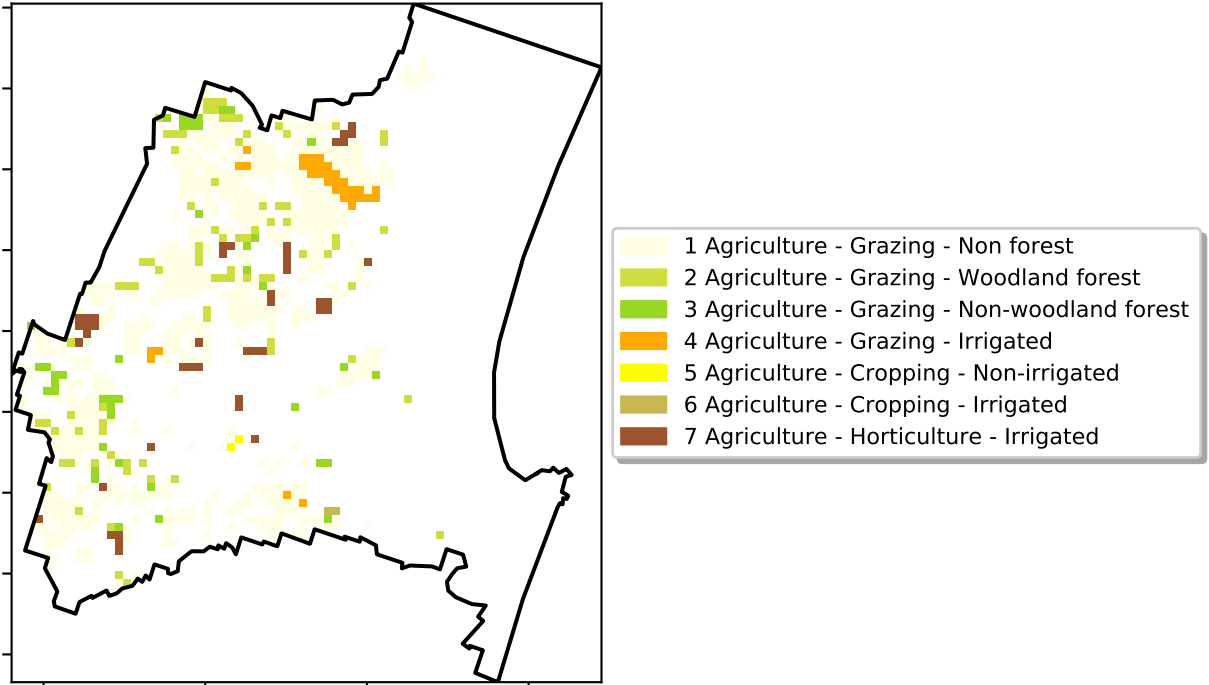 1 Agriculture - Grazing - Non forest
2 Agriculture - Grazing - Woodland forest
3 Agriculture - Grazing - Non-woodland forest
4 Agriculture - Grazing - Irrigated
5 Agriculture - Cropping - Non-irrigated
6 Agriculture - Cropping - Irrigated
7 Agriculture - Horticulture - Irrigated